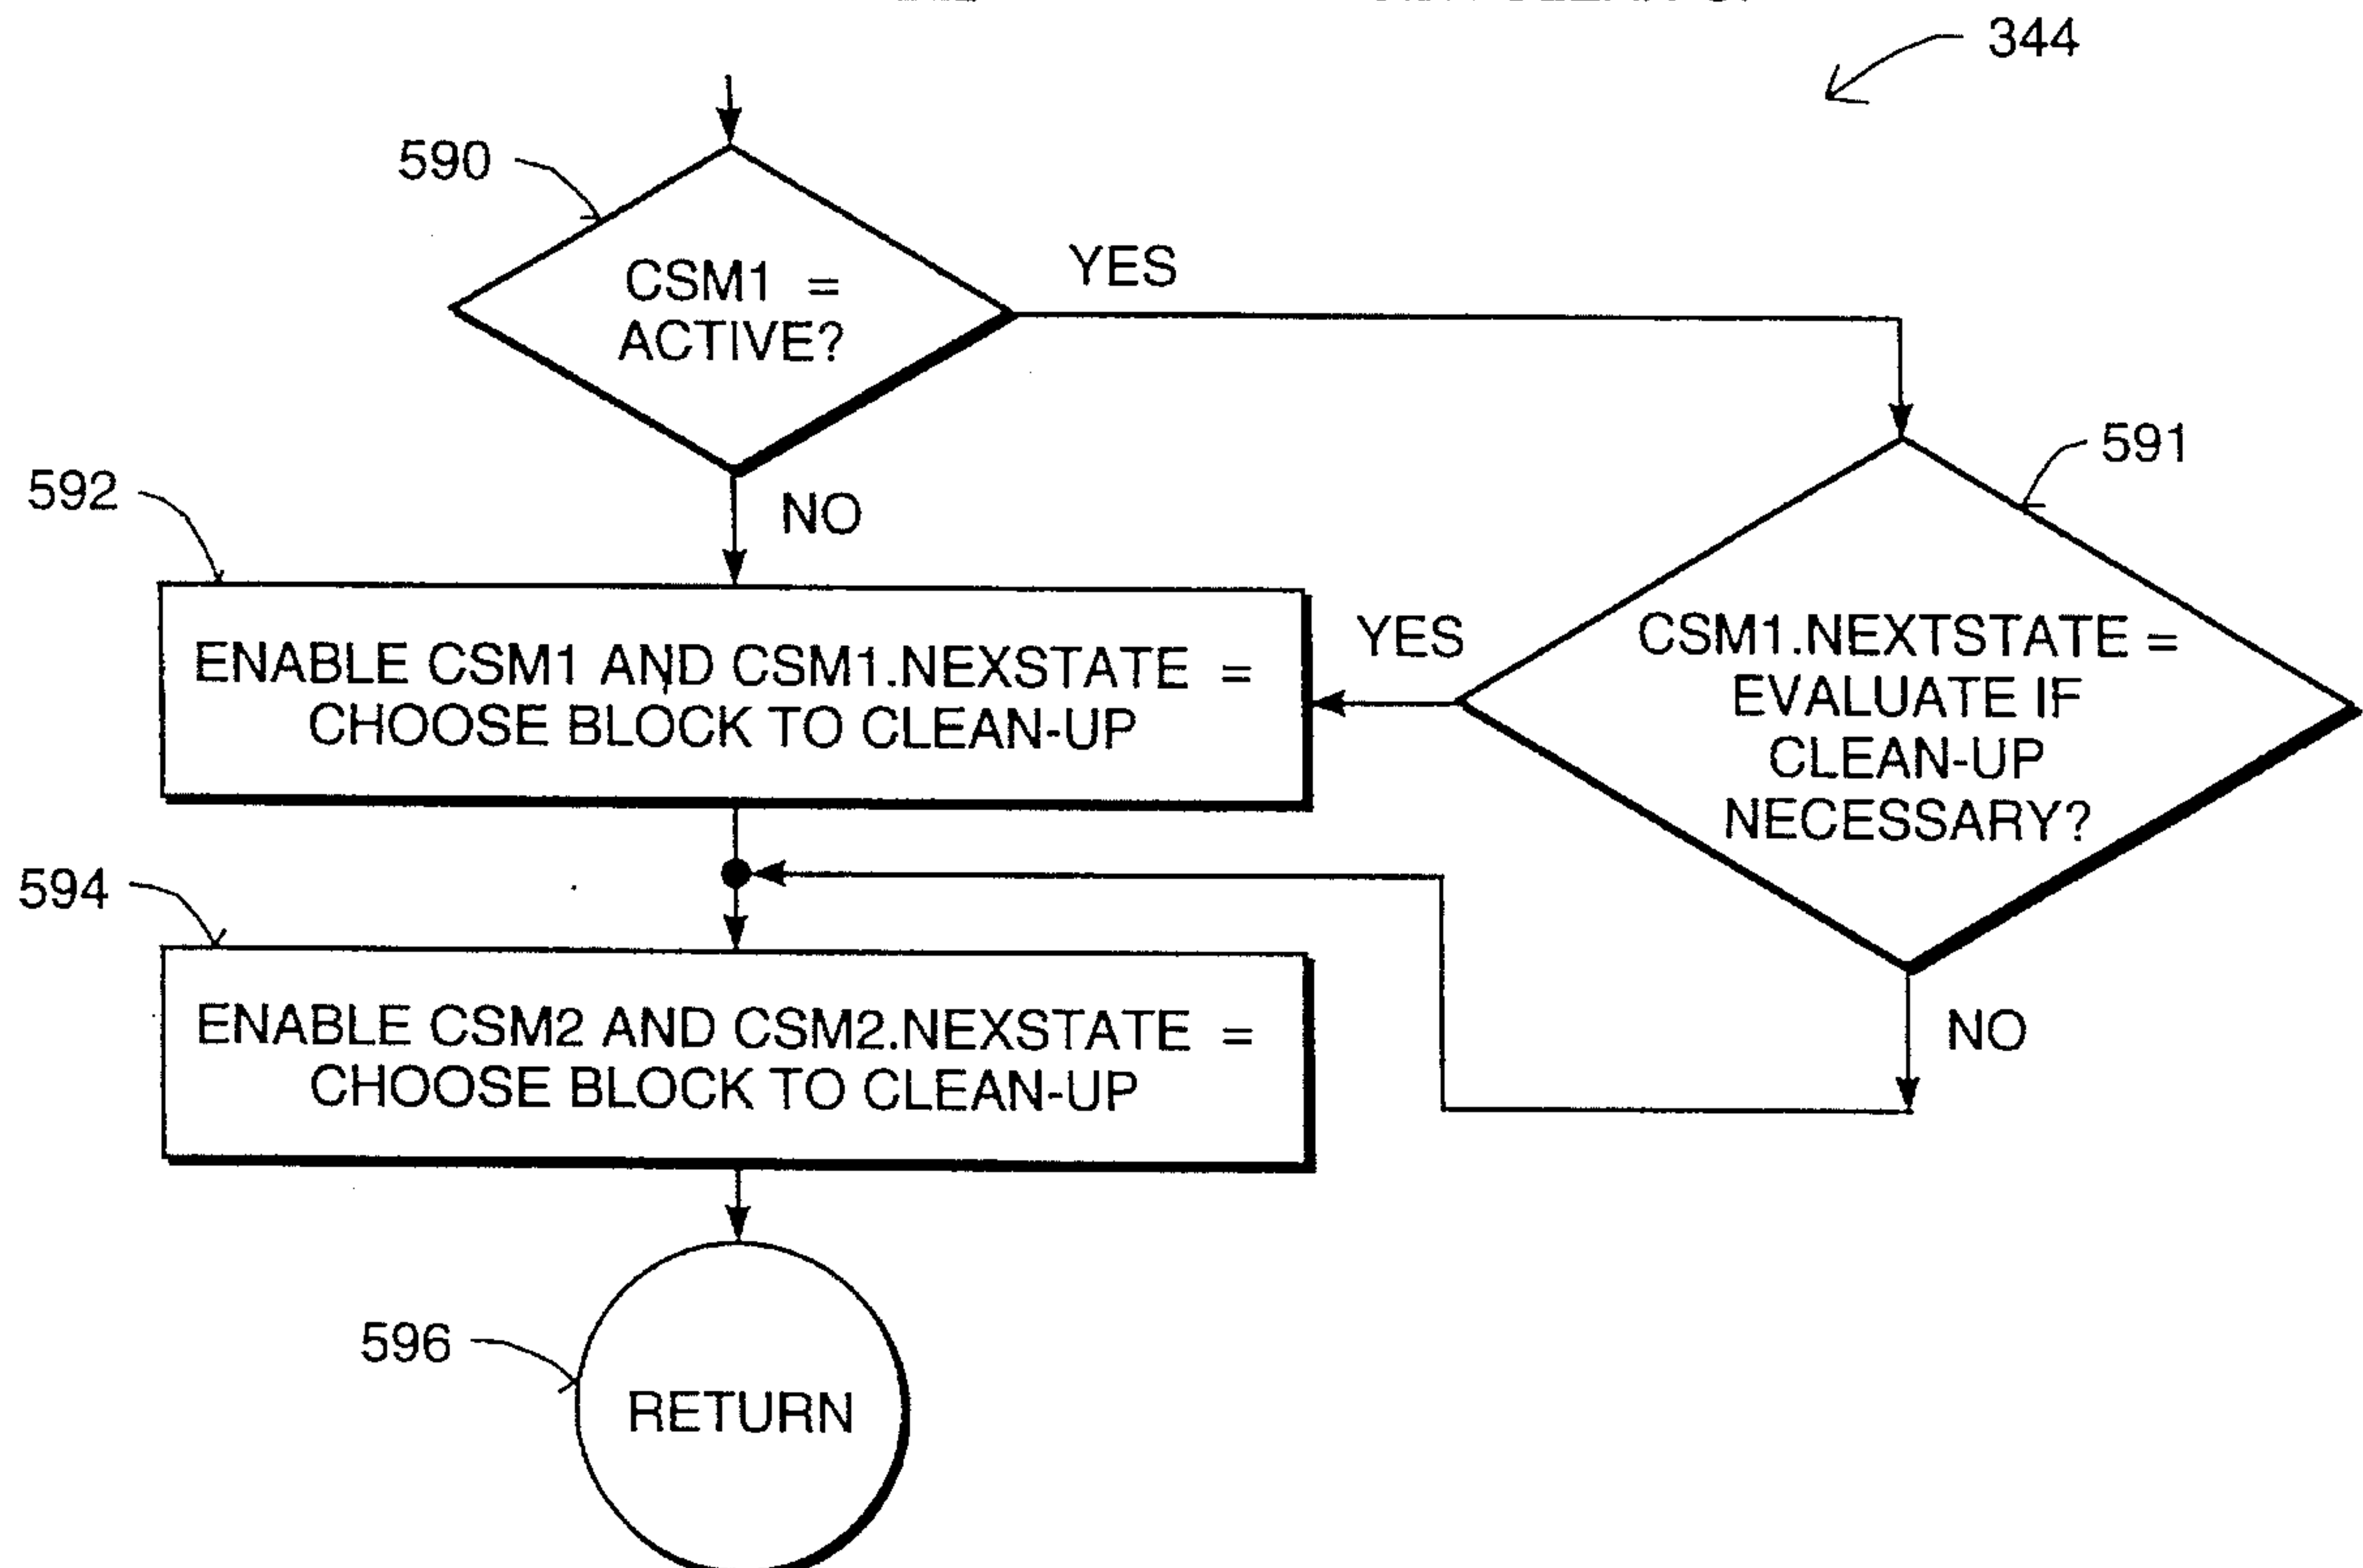 344
590
CSM1 =
ACTIVE?
YES
591
592
NO
ENABLE CSM1 AND CSM1.NEXSTATE =
CHOOSE BLOCK TO CLEAN-UP
YES
CSM1.NEXTSTATE =
EVALUATE IF
CLEAN-UP
NECESSARY?
594
ENABLE CSM2 AND CSM2.NEXSTATE =
CHOOSE BLOCK TO CLEAN-UP
NO
596
RETURN